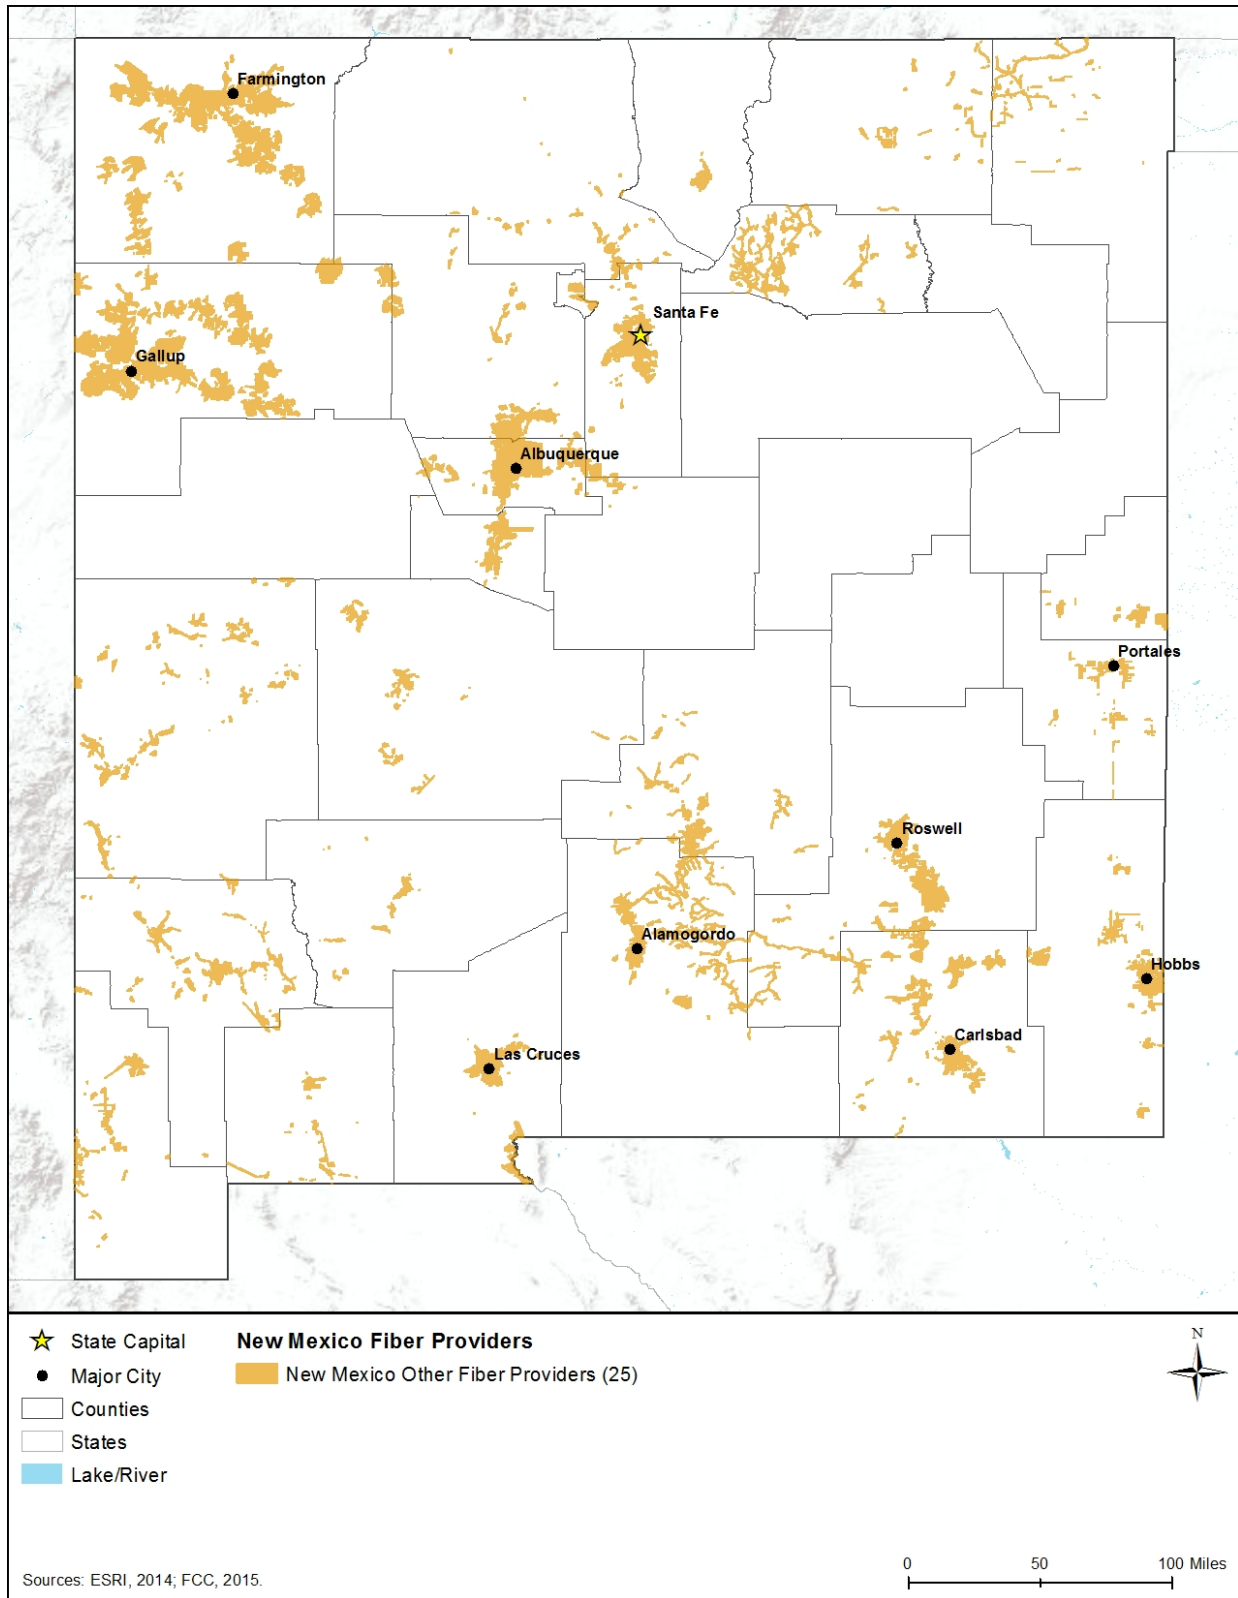 Farmington
Santa Fe
Gallup
Albuquerque
Portales
Roswell
Alamogordo
Hobbs
Carlsbad
Las Cruces
State Capital
New Mexico Fiber Providers
Major City
New Mexico Other Fiber Providers (25)
Counties
States
Lake/River
N
0 50 100 Miles
Sources: ESRI, 2014; FCC, 2015.